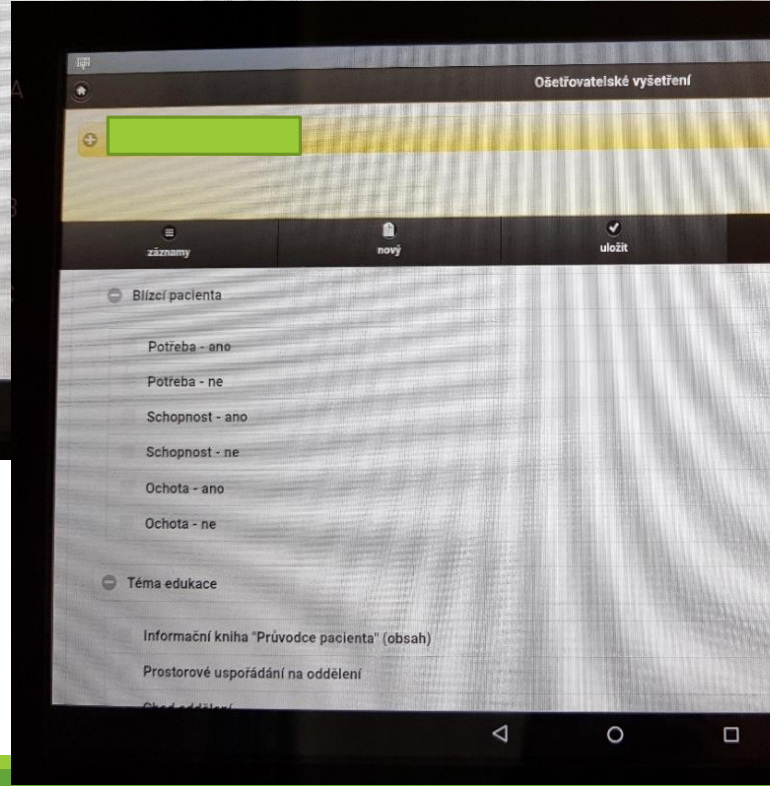 Ošetřovatelské vyšetření
záznamy
nový
uložit
Blízcí pacienta
Potřeba - ano
Potřeba - ne
Schopnost - ano
Schopnost - ne
Ochota - ano
Ochota - ne
Téma edukace
Informační kniha "Průvodce pacienta" (obsah)
Prostorové uspořádání na oddělení